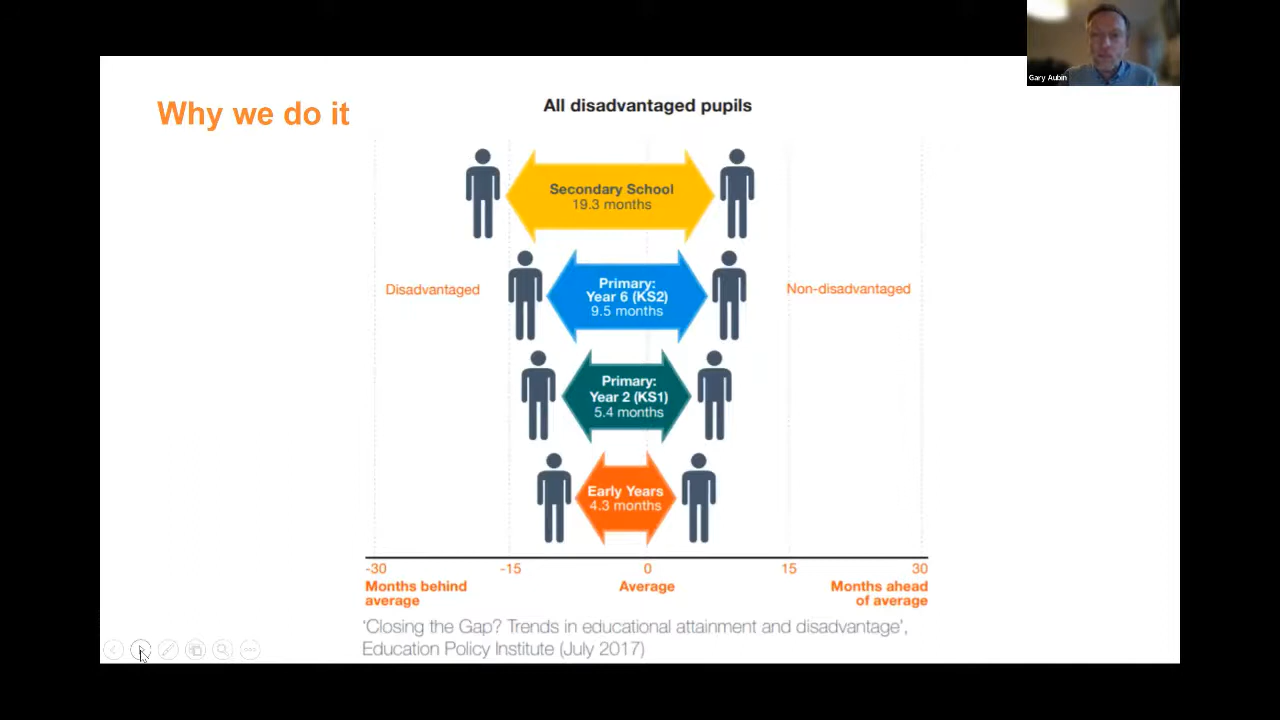 Gary Aubin
Why we do it
All disadvantaged pupils
Secondary School
19.3 months
Disadvantaged
Primary:
Year 6 (KS2)
9.5 months
Non-disadvantaged
Primary:
Year 2 (KS1)
5.4 months
Early Years
4.3 months
-30
-15
0
15
30
Months behind
average
Average
Months ahead
of average
‘Closing the Gap? Trends in educational attainment and disadvantage’,
Education Policy Institute (July 2017)